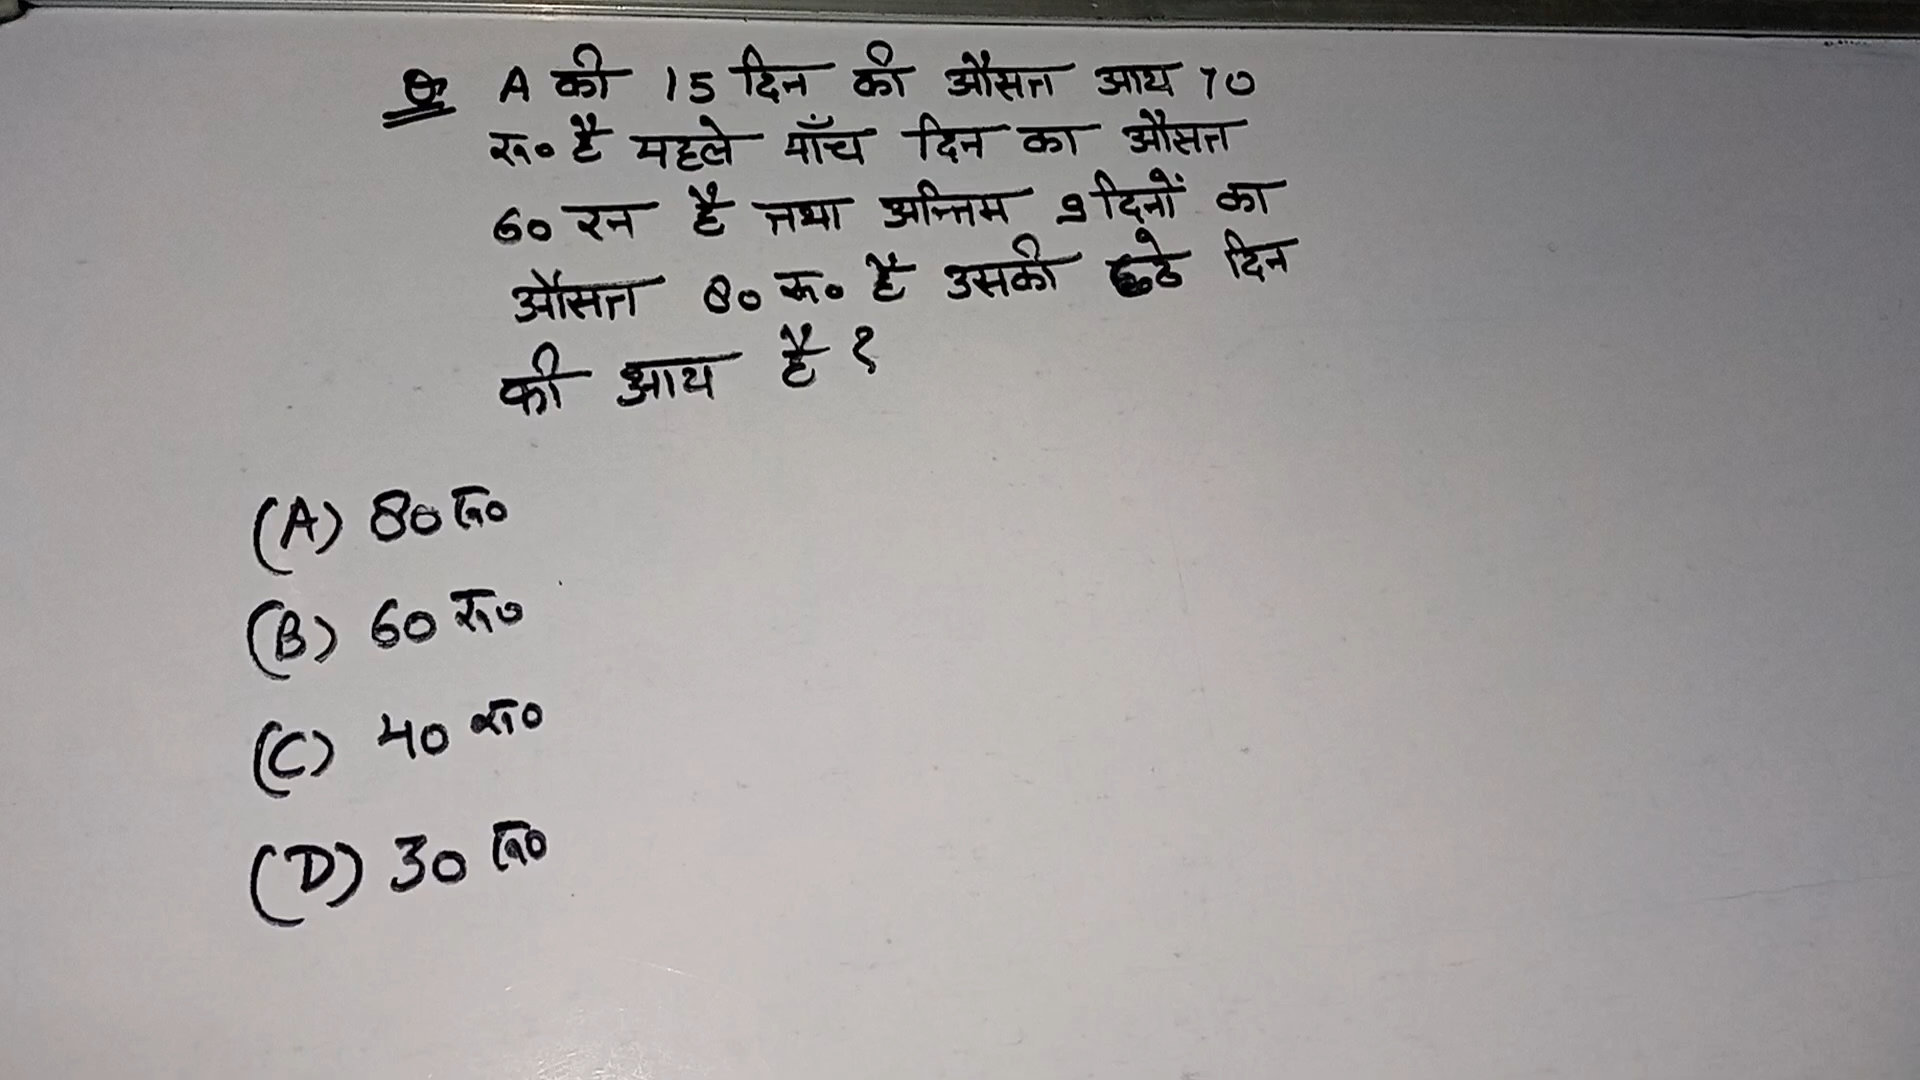 Q A की 15 दिन की औसत आय 70
रू० है पहले पाँच दिन का औसत
60 रन है तथा अन्तिम 9 दिनों का
औसत 80 रू० है उसकी छठे दिन
की आय है ?
(A) 80 रू०
(B) 60 रू०
(C) 40 रू०
(D) 30 रू०